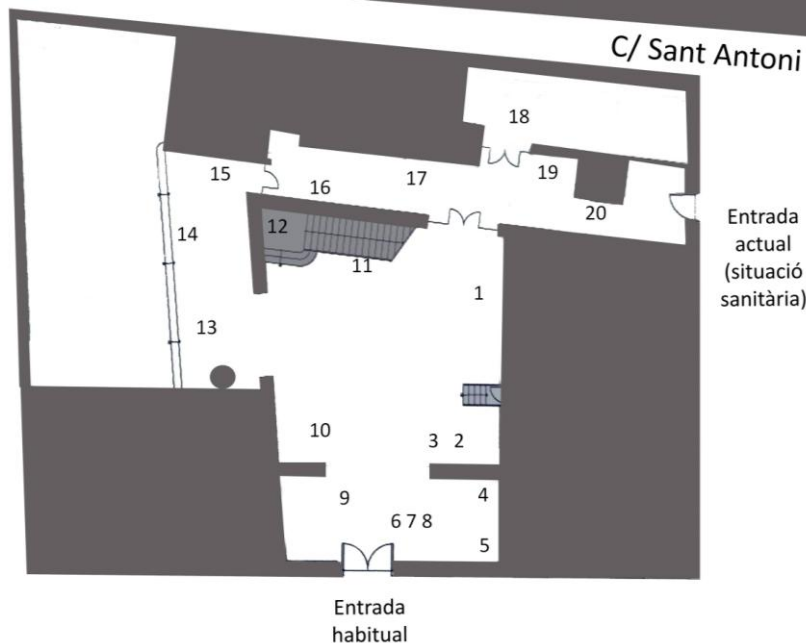 C/ Sant Antoni
18
15
19
17
16
20
Entrada
actual
(situació
sanitària)
12
14
11
1
13
10
3 2
9
4
6 7 8
5
Entrada
habitual